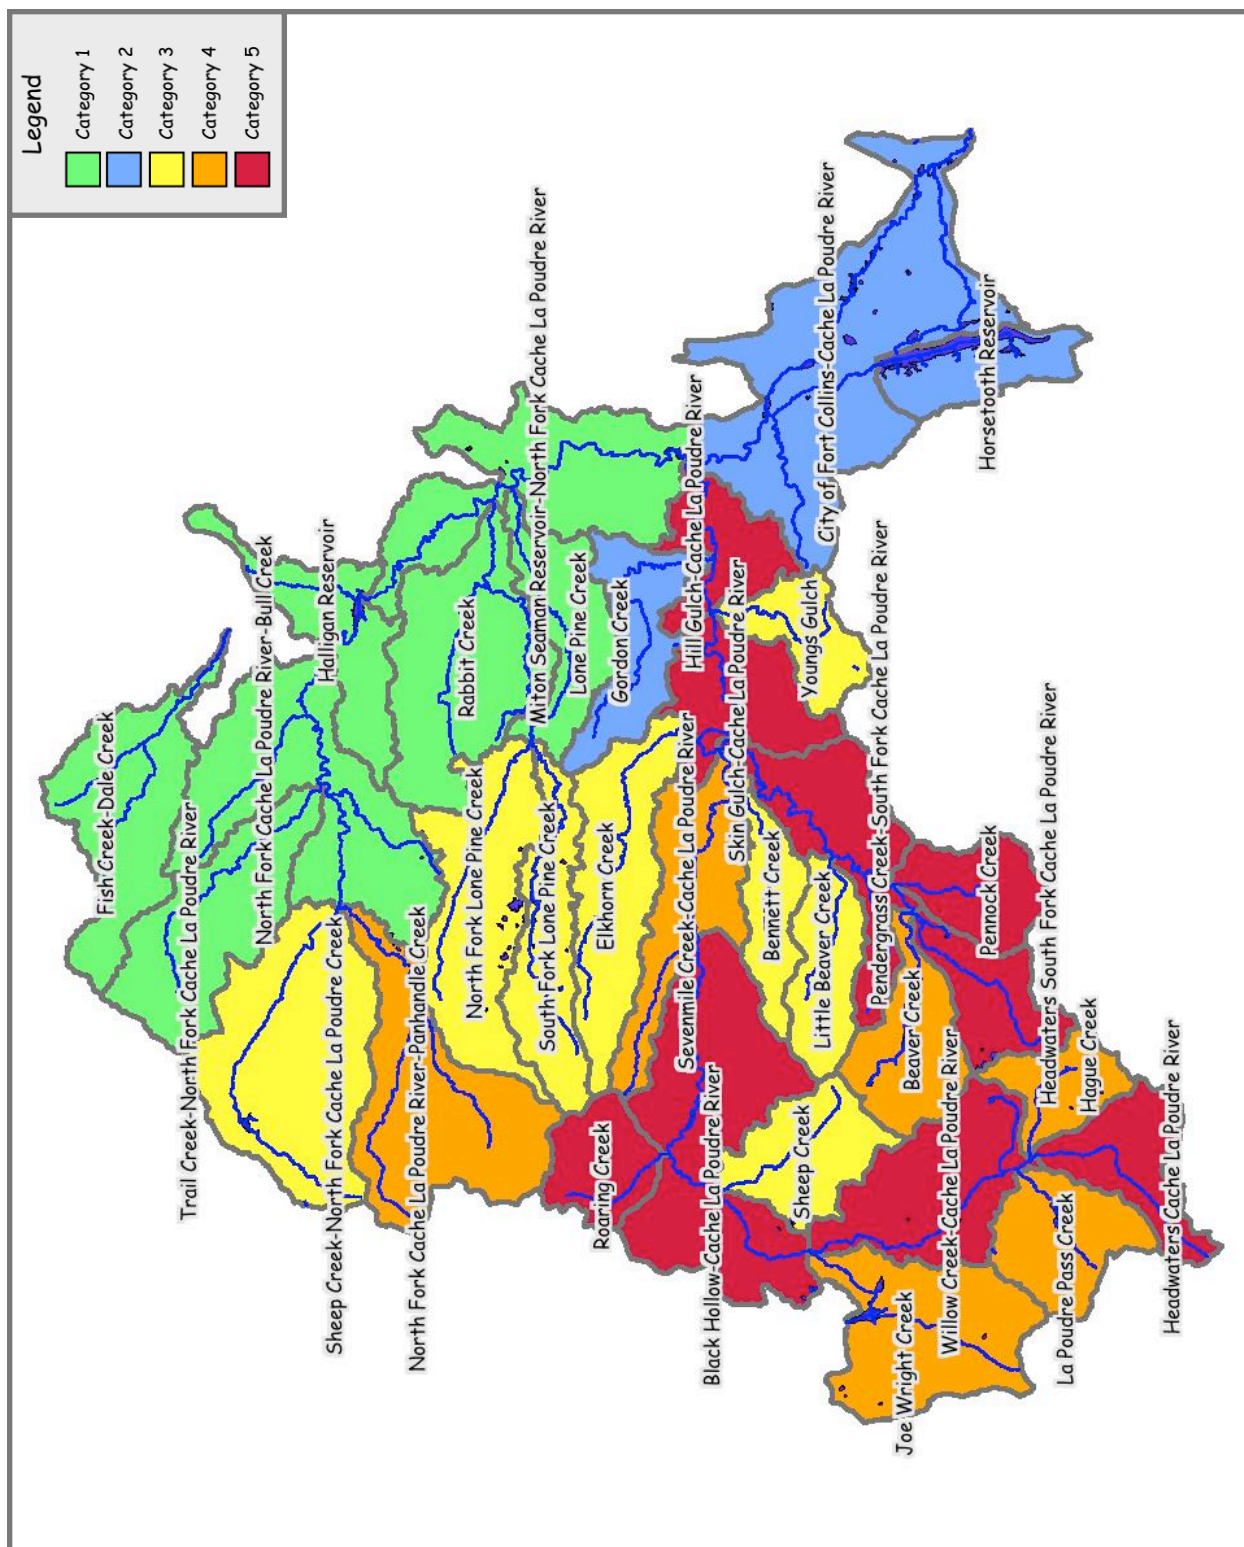 Legend
Category 1
Category 2
Category 3
Category 4
Category 5
Fish Creek-Dale Creek
Trail Creek-North Fork Cache La Poudre River
North Fork Cache La Poudre River-Bull Creek
Halligan Reservoir
Sheep Creek-North Fork Cache La Poudre Creek
North Fork Cache La Poudre River-Panhandle Creek
Rabbit Creek
North Fork Lone Pine Creek
Miton Seaman Reservoir-North Fork Cache La Poudre River
South Fork Lone Pine Creek
Lone Pine Creek
Elkhorn Creek
Gordon Creek
Roaring Creek
Sevenmile Creek-Cache La Poudre River
Hill Gulch-Cache La Poudre River
Black Hollow-Cache La Poudre River
Skin Gulch-Cache La Poudre River
Bennett Creek
Sheep Creek
Youngs Gulch
Little Beaver Creek
City of Fort Collins-Cache La Poudre River
Pendergrass Creek-South Fork Cache La Poudre River
Joe Wright Creek
Beaver Creek
Willow Creek-Cache La Poudre River
Pennock Creek
Horsetooth Reservoir
Headwaters South Fork Cache La Poudre River
La Poudre Pass Creek
Hague Creek
Headwaters Cache La Poudre River